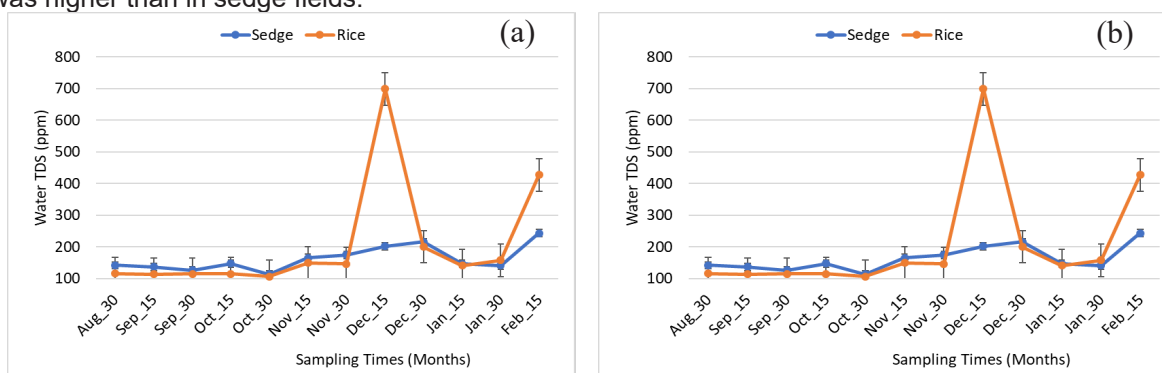 was higher than in sedge fields.
Sedge Rice (a)
800
700
600
500
400
300
200
100
Water TDS (ppm)
Aug_30 Sep_15 Sep_30 Oct_15 Oct_30 Nov_15 Nov_30 Dec_15 Dec_30 Jan_15 Jan_30 Feb_15
Sampling Times (Months)
Sedge Rice (b)
800
700
600
500
400
300
200
100
Water TDS (ppm)
Aug_30 Sep_15 Sep_30 Oct_15 Oct_30 Nov_15 Nov_30 Dec_15 Dec_30 Jan_15 Jan_30 Feb_15
Sampling Times (Months)